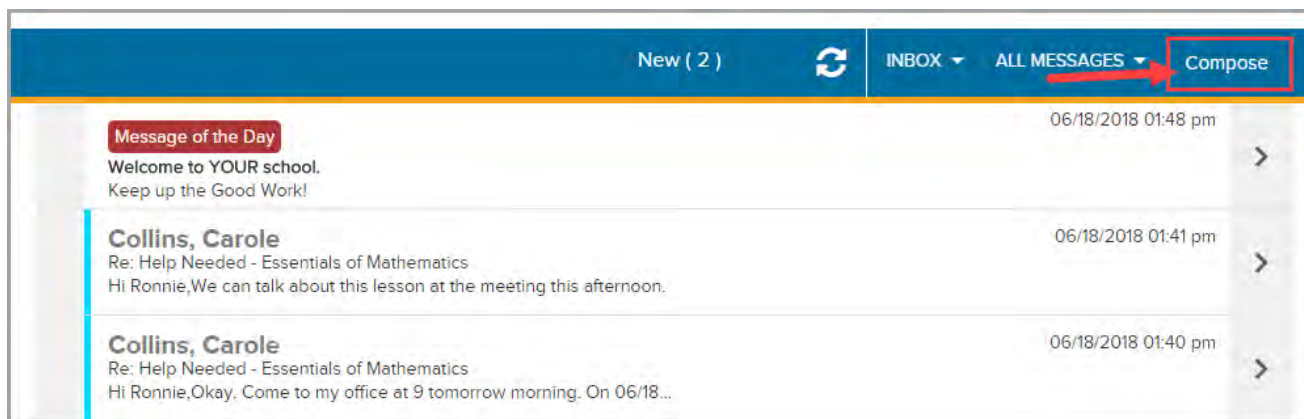 New ( 2 ) INBOX ALL MESSAGES Compose
Message of the Day 06/18/2018 01:48 pm
Welcome to YOUR school.
Keep up the Good Work!
Collins, Carole 06/18/2018 01:41 pm
Re: Help Needed - Essentials of Mathematics
Hi Ronnie,We can talk about this lesson at the meeting this afternoon.
Collins, Carole 06/18/2018 01:40 pm
Re: Help Needed - Essentials of Mathematics
Hi Ronnie,Okay. Come to my office at 9 tomorrow morning. On 06/18...